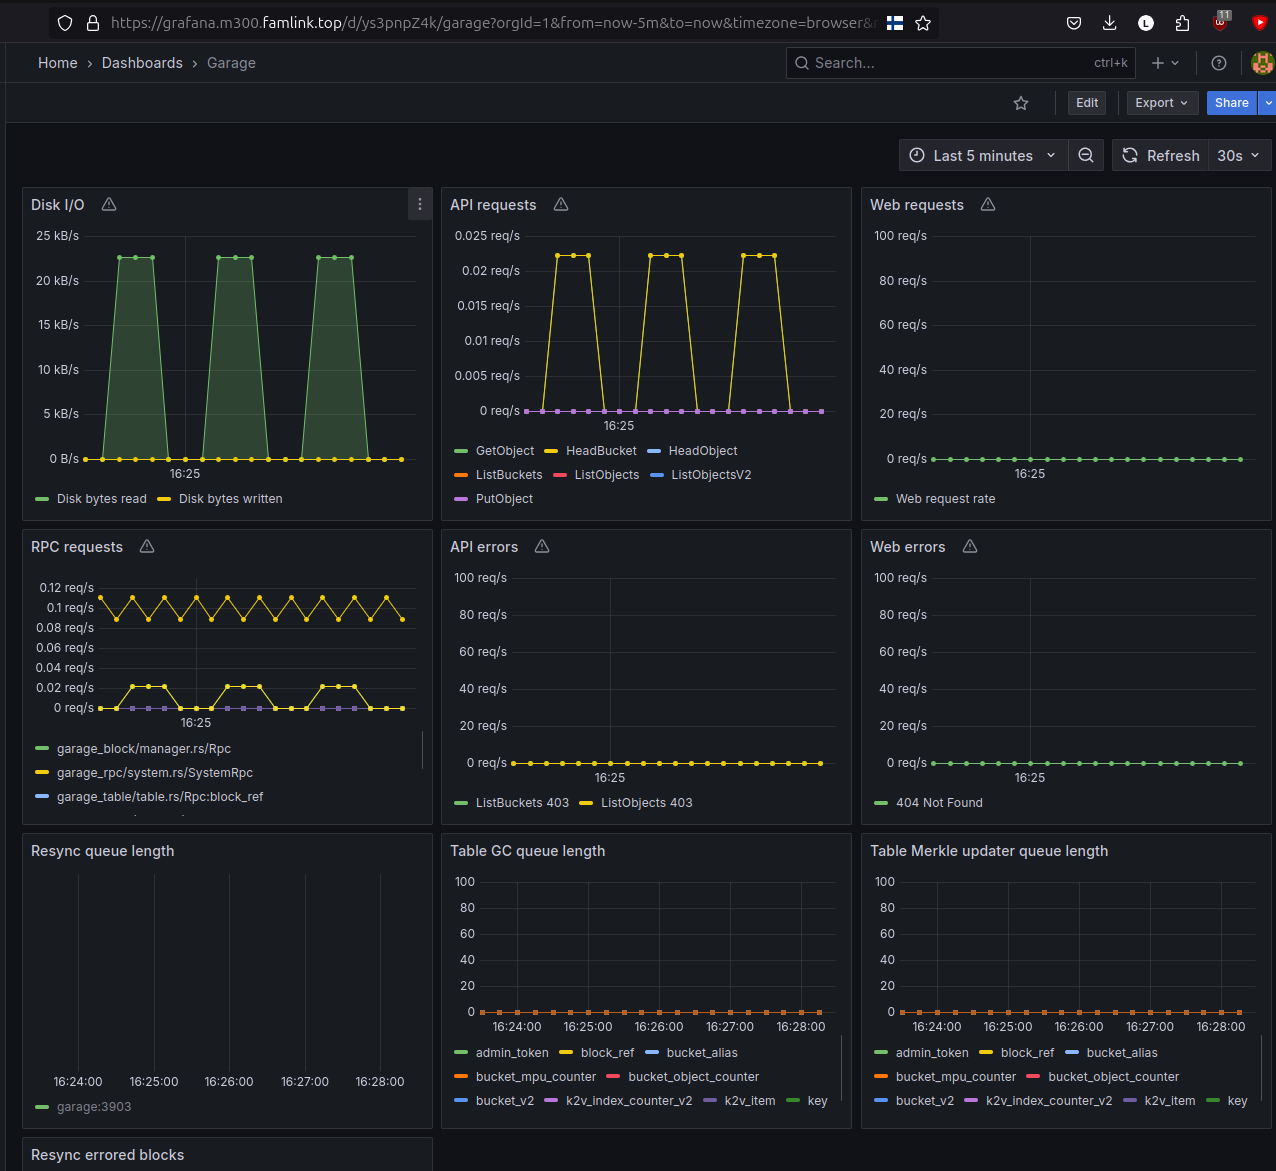 https://grafana.m300.famlink.top/d/ys3pnpZ4k/garage?orgId=1&from=now-5m&to=now&timezone=browser&
11
Home › Dashboards › Garage
Search...
ctrl+k
Edit
Export
Share
Last 5 minutes
Refresh
30s
Disk I/O
25 kB/s
20 kB/s
15 kB/s
10 kB/s
5 kB/s
0 B/s
16:25
Disk bytes read
Disk bytes written
API requests
0.025 req/s
0.02 req/s
0.015 req/s
0.01 req/s
0.005 req/s
0 req/s
16:25
GetObject
HeadBucket
HeadObject
ListBuckets
ListObjects
ListObjectsV2
PutObject
Web requests
100 req/s
80 req/s
60 req/s
40 req/s
20 req/s
0 req/s
16:25
Web request rate
RPC requests
0.12 req/s
0.1 req/s
0.08 req/s
0.06 req/s
0.04 req/s
0.02 req/s
0 req/s
16:25
garage_block/manager.rs/Rpc
garage_rpc/system.rs/SystemRpc
garage_table/table.rs/Rpc:block_ref
API errors
100 req/s
80 req/s
60 req/s
40 req/s
20 req/s
0 req/s
16:25
ListBuckets 403
ListObjects 403
Web errors
100 req/s
80 req/s
60 req/s
40 req/s
20 req/s
0 req/s
16:25
404 Not Found
Resync queue length
16:24:00 16:25:00 16:26:00 16:27:00 16:28:00
garage:3903
Table GC queue length
100
80
60
40
20
0
16:24:00 16:25:00 16:26:00 16:27:00 16:28:00
admin_token block_ref bucket_alias
bucket_mpu_counter bucket_object_counter
bucket_v2 k2v_index_counter_v2 k2v_item key
Table Merkle updater queue length
100
80
60
40
20
0
16:24:00 16:25:00 16:26:00 16:27:00 16:28:00
admin_token block_ref bucket_alias
bucket_mpu_counter bucket_object_counter
bucket_v2 k2v_index_counter_v2 k2v_item key
Resync errored blocks